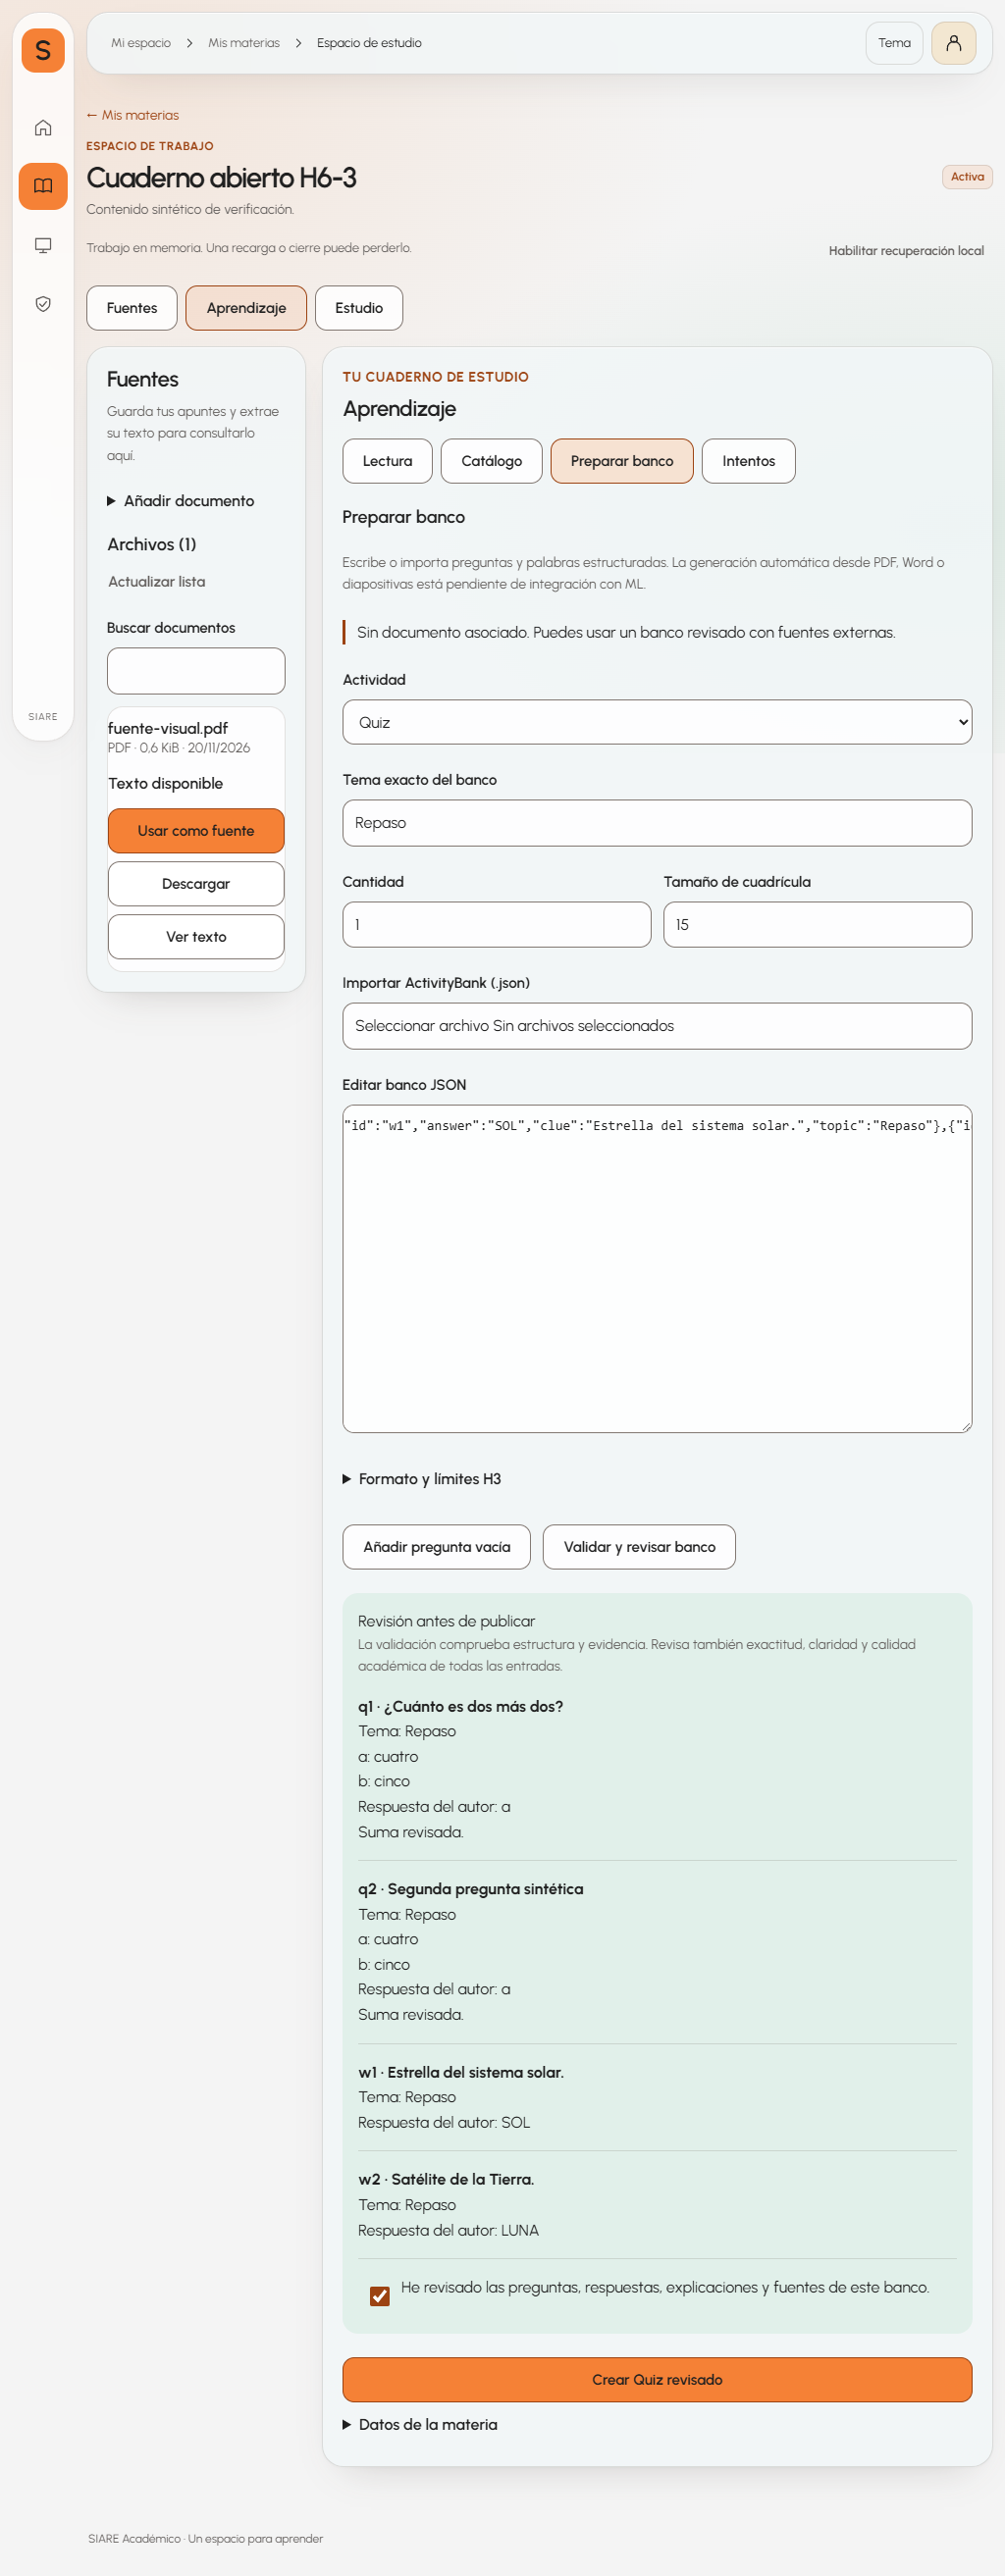 S
Mi espacio > Mis materias > Espacio de estudio
Tema
← Mis materias
ESPACIO DE TRABAJO
Cuaderno abierto H6-3
Activa
Contenido sintético de verificación.
Trabajo en memoria. Una recarga o cierre puede perderlo.
Habilitar recuperación local
Fuentes
Aprendizaje
Estudio
SIARE
Fuentes
Guarda tus apuntes y extrae
su texto para consultarlo
aquí.
Añadir documento
Archivos (1)
Actualizar lista
Buscar documentos
fuente-visual.pdf
PDF · 0,6 KiB · 20/11/2026
Texto disponible
Usar como fuente
Descargar
Ver texto
TU CUADERNO DE ESTUDIO
Aprendizaje
Lectura
Catálogo
Preparar banco
Intentos
Preparar banco
Escribe o importa preguntas y palabras estructuradas. La generación automática desde PDF, Word o
diapositivas está pendiente de integración con ML.
Sin documento asociado. Puedes usar un banco revisado con fuentes externas.
Actividad
Quiz
Tema exacto del banco
Repaso
Cantidad
Tamaño de cuadrícula
1
15
Importar ActivityBank (.json)
Seleccionar archivo Sin archivos seleccionados
Editar banco JSON
"id":"w1","answer":"SOL","clue":"Estrella del sistema solar.","topic":"Repaso"},{"i
Formato y límites H3
Añadir pregunta vacía
Validar y revisar banco
Revisión antes de publicar
La validación comprueba estructura y evidencia. Revisa también exactitud, claridad y calidad
académica de todas las entradas.
q1 · ¿Cuánto es dos más dos?
Tema: Repaso
a: cuatro
b: cinco
Respuesta del autor: a
Suma revisada.
q2 · Segunda pregunta sintética
Tema: Repaso
a: cuatro
b: cinco
Respuesta del autor: a
Suma revisada.
w1 · Estrella del sistema solar.
Tema: Repaso
Respuesta del autor: SOL
w2 · Satélite de la Tierra.
Tema: Repaso
Respuesta del autor: LUNA
He revisado las preguntas, respuestas, explicaciones y fuentes de este banco.
Crear Quiz revisado
Datos de la materia
SIARE Académico · Un espacio para aprender